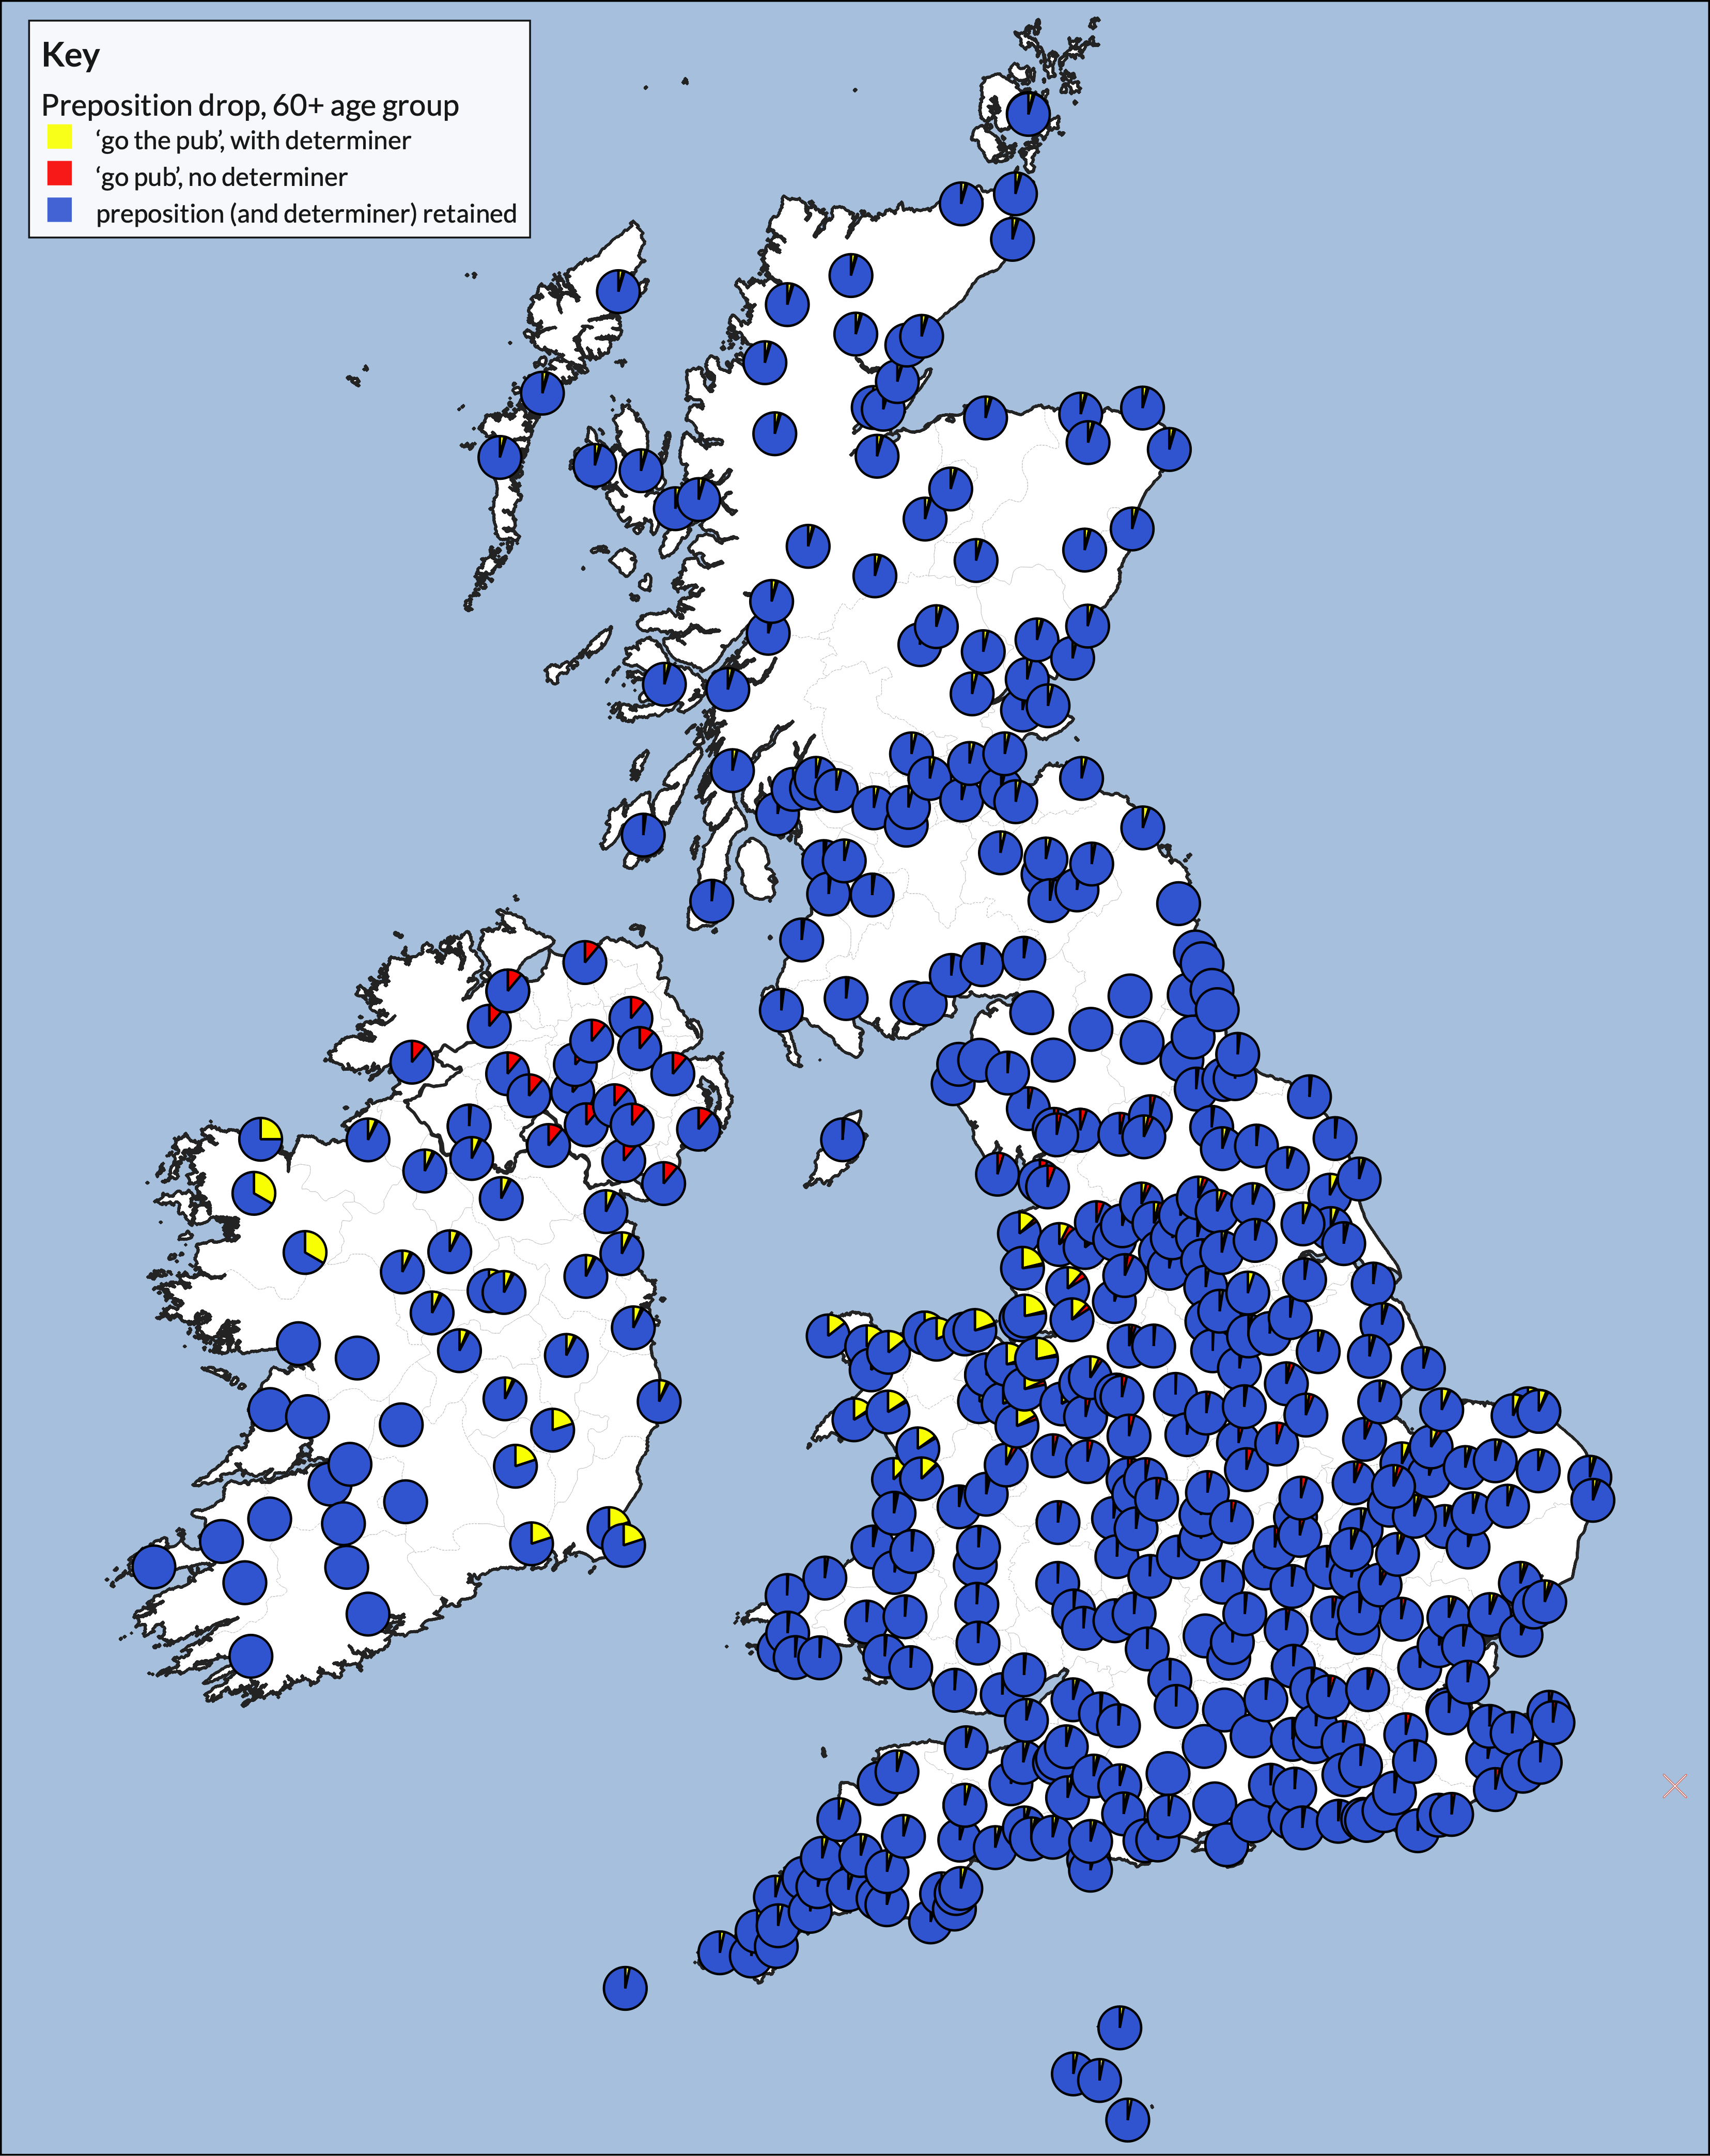 Key
Preposition drop, 60+ age group
‘go the pub’, with determiner
‘go pub’, no determiner
preposition (and determiner) retained